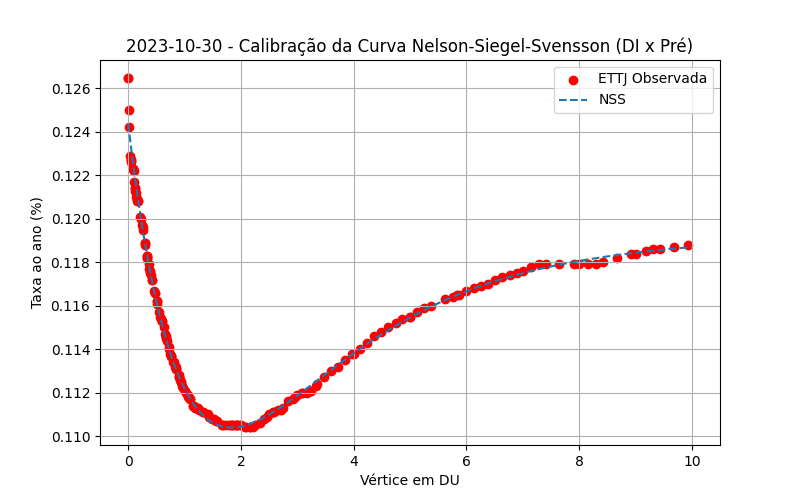 2023-10-30 - Calibração da Curva Nelson-Siegel-Svensson (DI x Pré)
ETTJ Observada
NSS
Taxa ao ano (%)
0.126
0.124
0.122
0.120
0.118
0.116
0.114
0.112
0.110
0 2 4 6 8 10
Vértice em DU